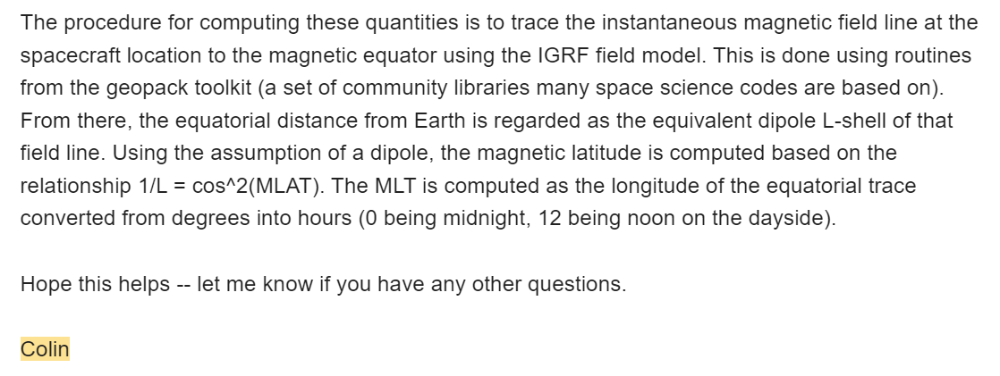 The procedure for computing these quantities is to trace the instantaneous magnetic field line at the
spacecraft location to the magnetic equator using the IGRF field model. This is done using routines
from the geopack toolkit (a set of community libraries many space science codes are based on).
From there, the equatorial distance from Earth is regarded as the equivalent dipole L-shell of that
field line. Using the assumption of a dipole, the magnetic latitude is computed based on the
relationship 1/L = cos^2(MLAT). The MLT is computed as the longitude of the equatorial trace
converted from degrees into hours (0 being midnight, 12 being noon on the dayside).
Hope this helps -- let me know if you have any other questions.
Colin